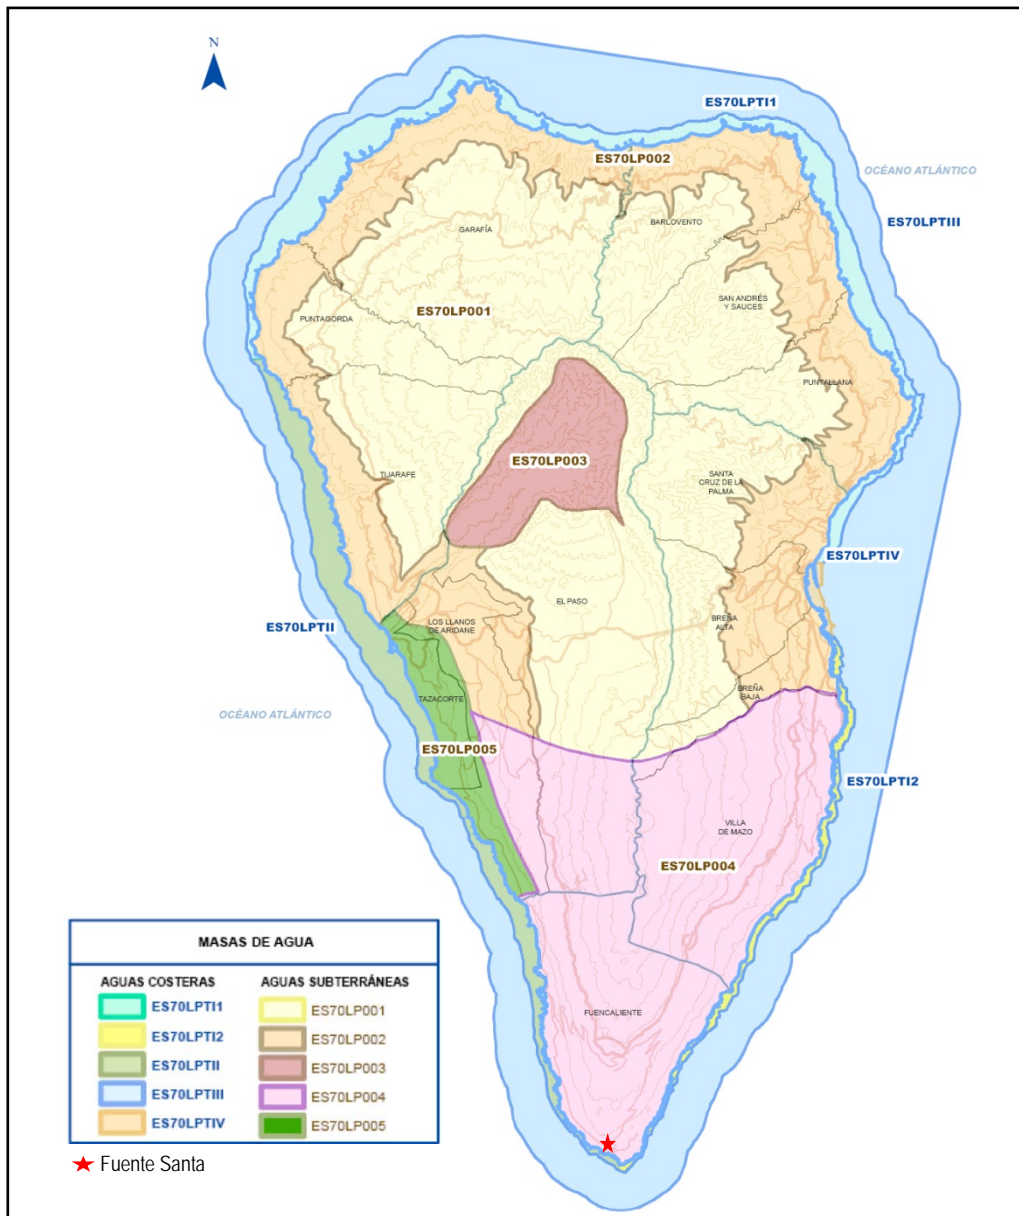 N
ES70LPTI1
ES70LP002
OCÉANO ATLÁNTICO
ES70LPTIII
GARAFÍA
BARLOVENTO
SAN ANDRÉS
Y SAUCES
ES70LP001
PUNTAGORDA
PUNTALLANA
ES70LP003
TIJARAFE
SANTA
CRUZ DE LA
PALMA
ES70LPTIV
EL PASO
BREÑA
ALTA
LOS LLANOS
DE ARIDANE
ES70LPTII
BREÑA
BAJA
TAZACORTE
OCÉANO ATLÁNTICO
ES70LP005
ES70LPTI2
VILLA
DE MAZO
ES70LP004
FUENCALIENTE
MASAS DE AGUA
AGUAS COSTERAS
ES70LPTI1
ES70LPTI2
ES70LPTII
ES70LPTIII
ES70LPTIV
AGUAS SUBTERRÁNEAS
ES70LP001
ES70LP002
ES70LP003
ES70LP004
ES70LP005
Fuente Santa